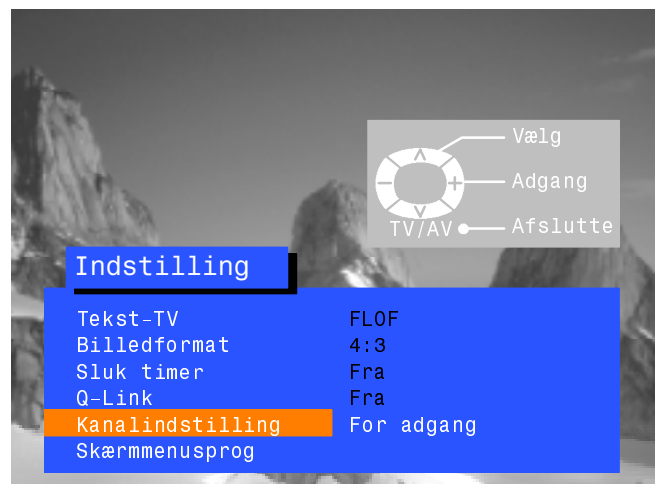 Vælg
Adgang
TV/AV Afslutte
Indstilling
Tekst-TV FLOF
Billedformat 4:3
Sluk timer Fra
Q-Link Fra
Kanalindstilling For adgang
Skærmmenusprog